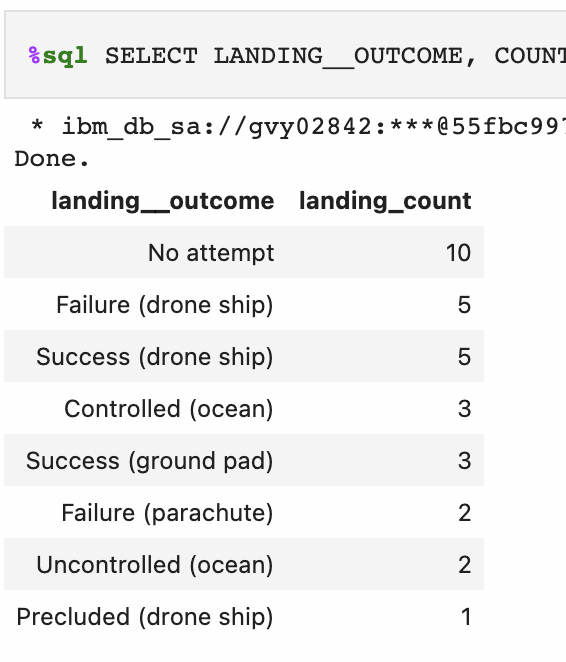 %sql SELECT LANDING__OUTCOME, COUNT
* ibm_db_sa://gvy02842:***@55fbc997
Done.
landing__outcome landing_count
No attempt 10
Failure (drone ship) 5
Success (drone ship) 5
Controlled (ocean) 3
Success (ground pad) 3
Failure (parachute) 2
Uncontrolled (ocean) 2
Precluded (drone ship) 1